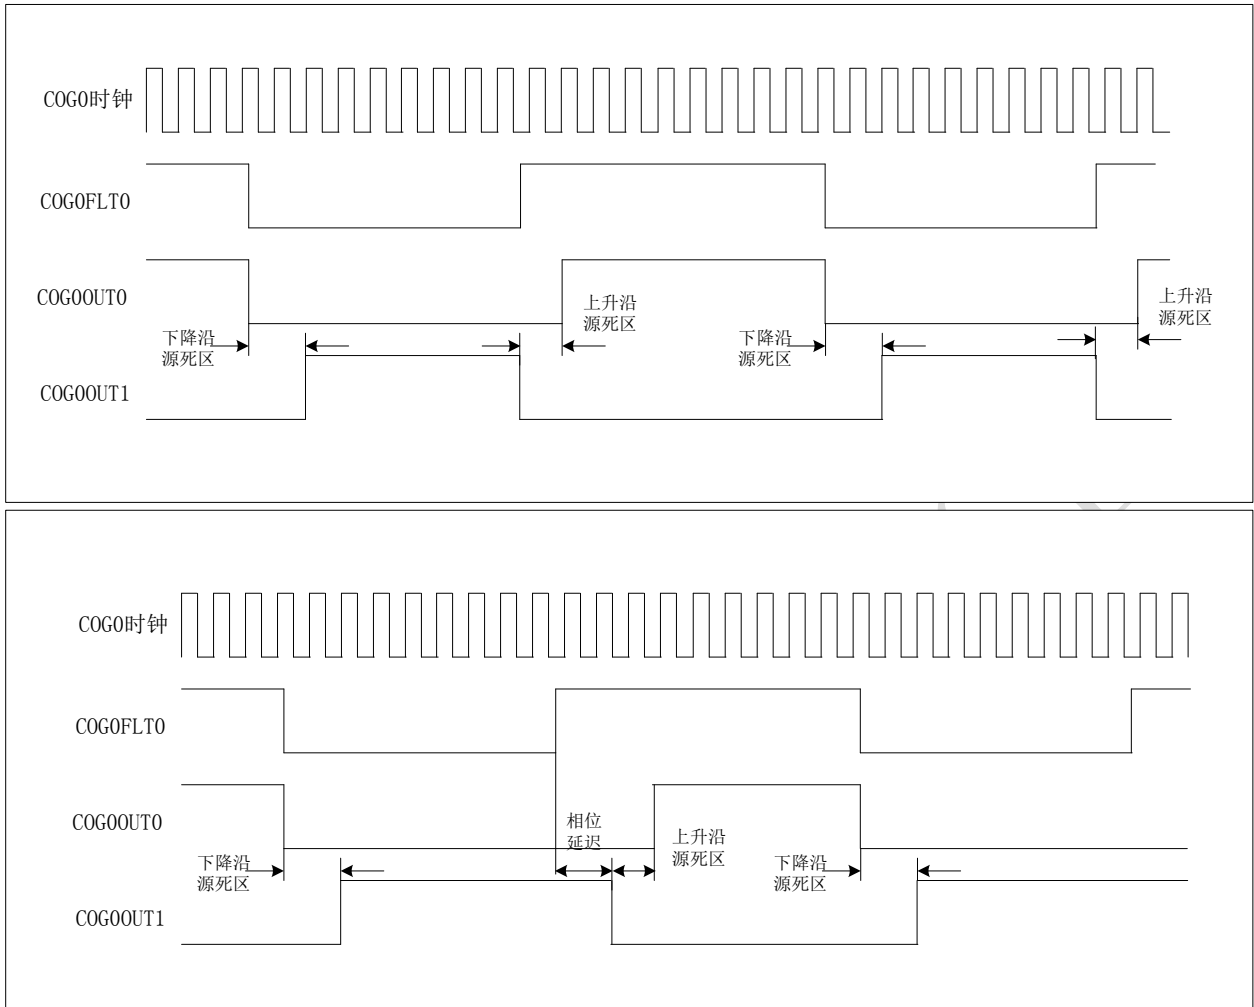 COG0时钟
COG0FLT0
COG0OUT0
上升沿
源死区
上升沿
源死区
下降沿
源死区
下降沿
源死区
COG0OUT1
COG0时钟
COG0FLT0
COG0OUT0
相位
延迟
上升沿
源死区
下降沿
源死区
下降沿
源死区
COG0OUT1